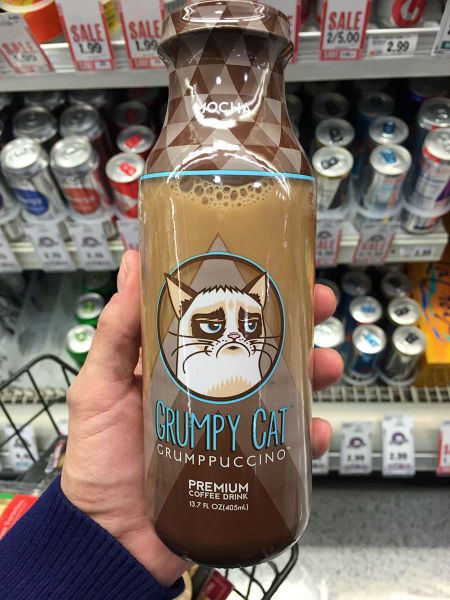 SALE
1.99
SALE
1.99
SALE
2/5.00
2.99
MOCHA
GRUMPY CAT
GRUMPPUCCINO™
PREMIUM
COFFEE DRINK
13.7 FL OZ(405mL)